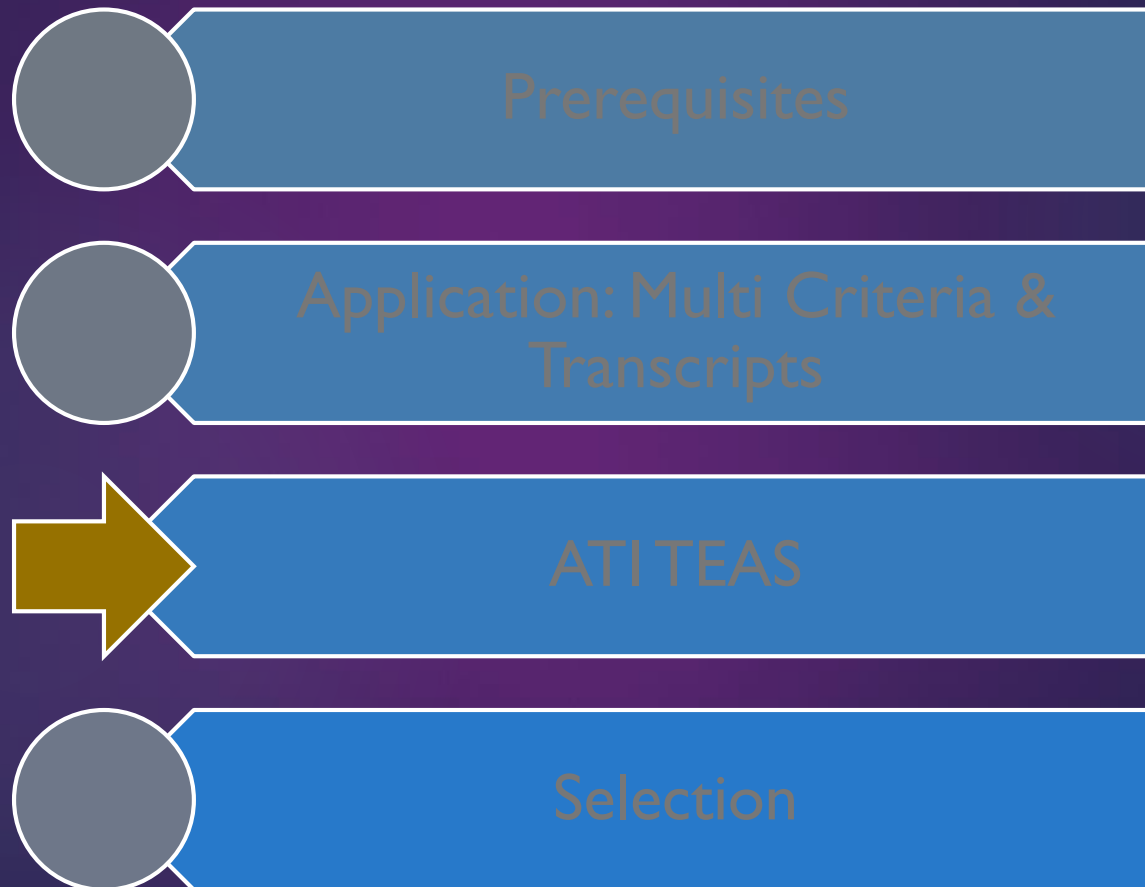 Prerequisites
Application: Multi Criteria &
Transcripts
ATI TEAS
Selection